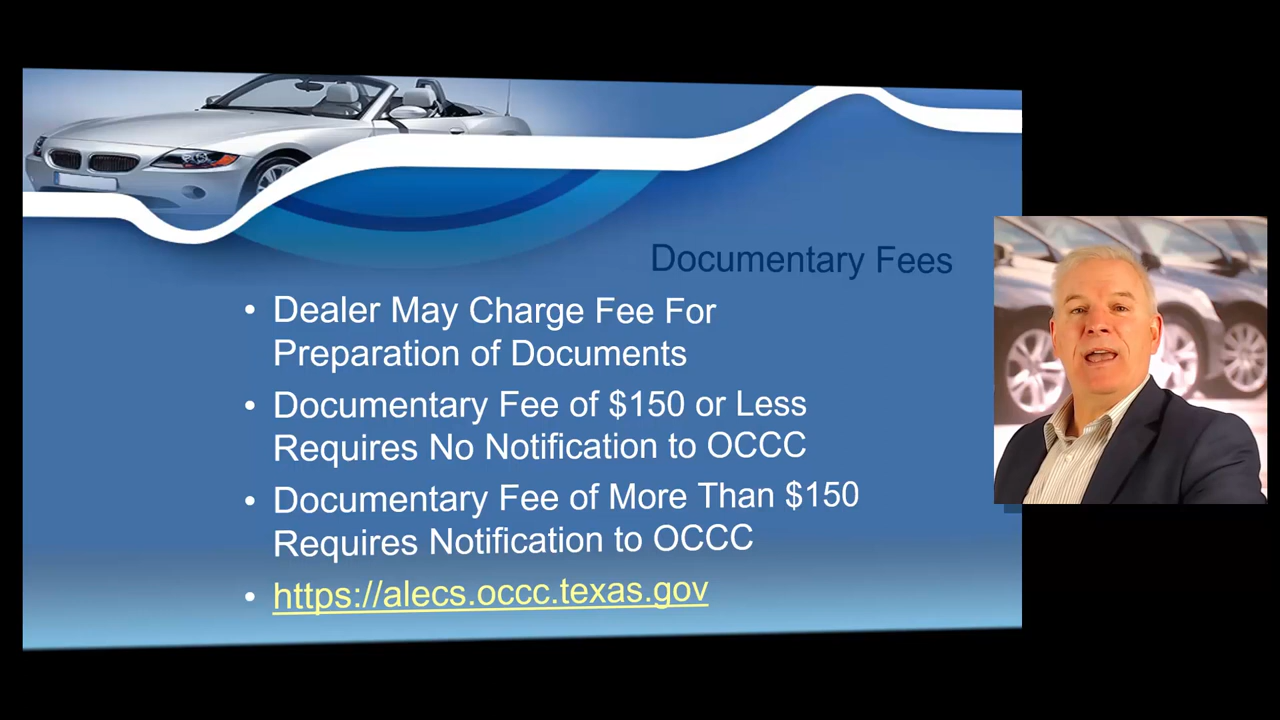 Documentary Fees
• Dealer May Charge Fee For
Preparation of Documents
• Documentary Fee of $150 or Less
Requires No Notification to OCCC
• Documentary Fee of More Than $150
Requires Notification to OCCC
• https://alecs.occc.texas.gov